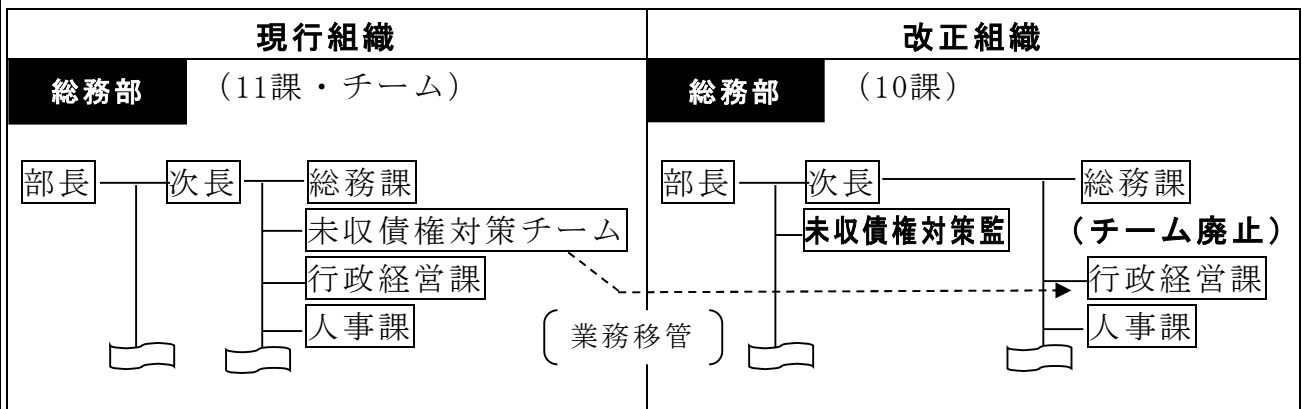 現行組織
総務部
（11課・チーム）
部長
次長
総務課
未収債権対策チーム
行政経営課
人事課
業務移管
改正組織
総務部
（10課）
部長
次長
総務課
未収債権対策監
（チーム廃止）
行政経営課
人事課